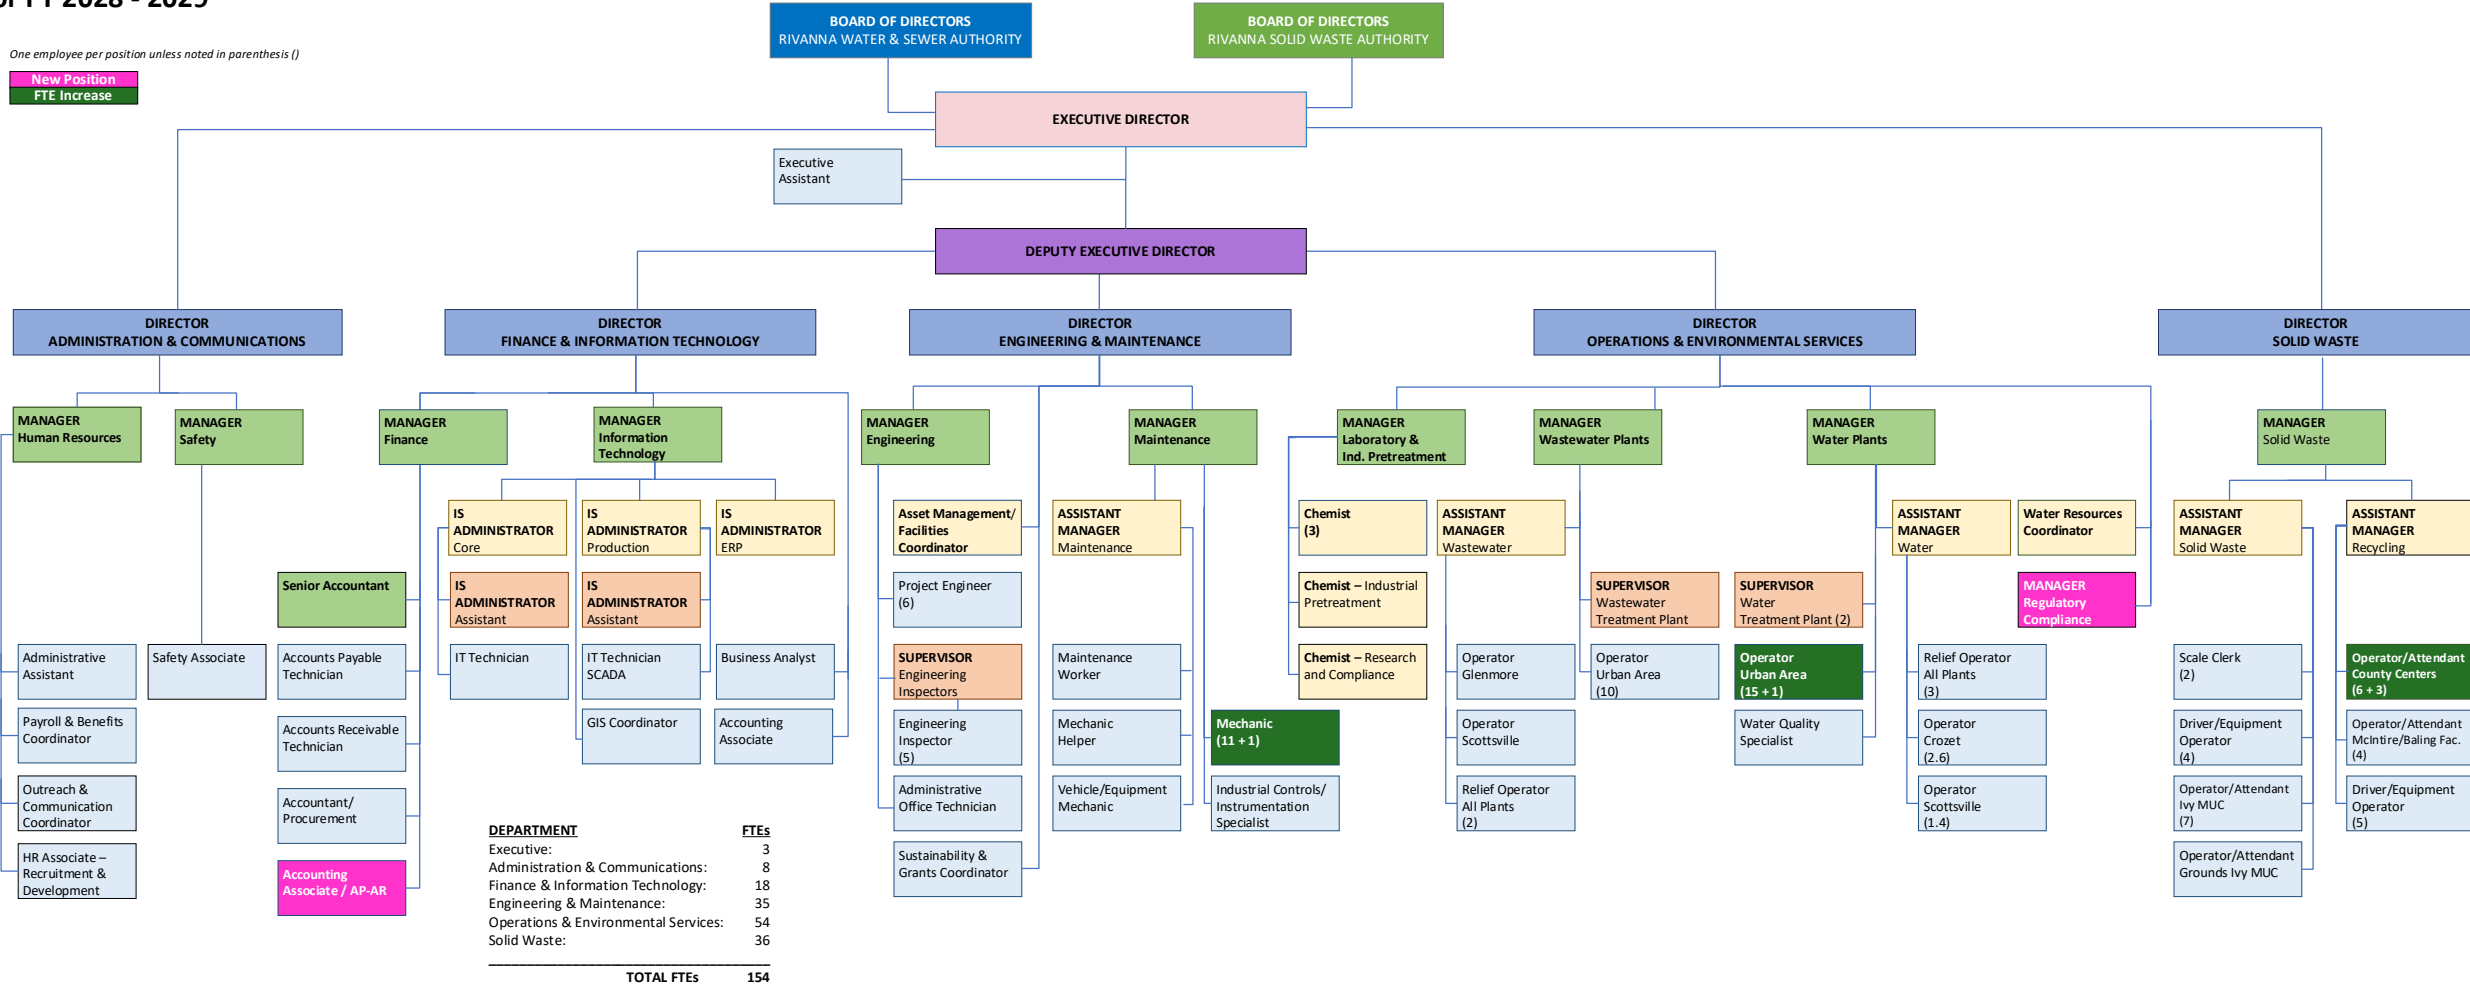 FY 2028 - 2029
One employee per position unless noted in parenthesis ()
New Position
FTE Increase
BOARD OF DIRECTORS
RIVANNA WATER & SEWER AUTHORITY
BOARD OF DIRECTORS
RIVANNA SOLID WASTE AUTHORITY
EXECUTIVE DIRECTOR
Executive
Assistant
DEPUTY EXECUTIVE DIRECTOR
DIRECTOR
ADMINISTRATION & COMMUNICATIONS
DIRECTOR
FINANCE & INFORMATION TECHNOLOGY
DIRECTOR
ENGINEERING & MAINTENANCE
DIRECTOR
OPERATIONS & ENVIRONMENTAL SERVICES
DIRECTOR
SOLID WASTE
MANAGER
Human Resources
MANAGER
Safety
MANAGER
Finance
MANAGER
Information
Technology
MANAGER
Engineering
MANAGER
Maintenance
MANAGER
Laboratory &
Ind. Pretreatment
MANAGER
Wastewater Plants
MANAGER
Water Plants
MANAGER
Solid Waste
IS
ADMINISTRATOR
Core
IS
ADMINISTRATOR
Production
IS
ADMINISTRATOR
ERP
Asset Management/
Facilities
Coordinator
ASSISTANT
MANAGER
Maintenance
Chemist
(3)
ASSISTANT
MANAGER
Wastewater
ASSISTANT
MANAGER
Water
Water Resources
Coordinator
ASSISTANT
MANAGER
Solid Waste
ASSISTANT
MANAGER
Recycling
Senior Accountant
IS
ADMINISTRATOR
Assistant
IS
ADMINISTRATOR
Assistant
Project Engineer
(6)
Chemist – Industrial
Pretreatment
SUPERVISOR
Wastewater
Treatment Plant
SUPERVISOR
Water
Treatment Plant (2)
MANAGER
Regulatory
Compliance
Administrative
Assistant
Safety Associate
Accounts Payable
Technician
IT Technician
IT Technician
SCADA
Business Analyst
SUPERVISOR
Engineering
Inspectors
Maintenance
Worker
Chemist – Research
and Compliance
Operator
Glenmore
Operator
Urban Area
(10)
Operator
Urban Area
(15 + 1)
Relief Operator
All Plants
(3)
Scale Clerk
(2)
Operator/Attendant
County Centers
(6 + 3)
Payroll & Benefits
Coordinator
Accounts Receivable
Technician
GIS Coordinator
Accounting
Associate
Engineering
Inspector
(5)
Mechanic
Helper
Mechanic
(11 + 1)
Operator
Scottsville
Water Quality
Specialist
Operator
Crozet
(2.6)
Driver/Equipment
Operator
(4)
Operator/Attendant
McIntire/Baling Fac.
(4)
Outreach &
Communication
Coordinator
Accountant/
Procurement
Administrative
Office Technician
Vehicle/Equipment
Mechanic
Industrial Controls/
Instrumentation
Specialist
Relief Operator
All Plants
(2)
Operator
Scottsville
(1.4)
Operator/Attendant
Ivy MUC
(7)
Driver/Equipment
Operator
(5)
HR Associate –
Recruitment &
Development
Accounting
Associate / AP-AR
Sustainability &
Grants Coordinator
Operator/Attendant
Grounds Ivy MUC
DEPARTMENT FTEs
Executive: 3
Administration & Communications: 8
Finance & Information Technology: 18
Engineering & Maintenance: 35
Operations & Environmental Services: 54
Solid Waste: 36
TOTAL FTEs 154